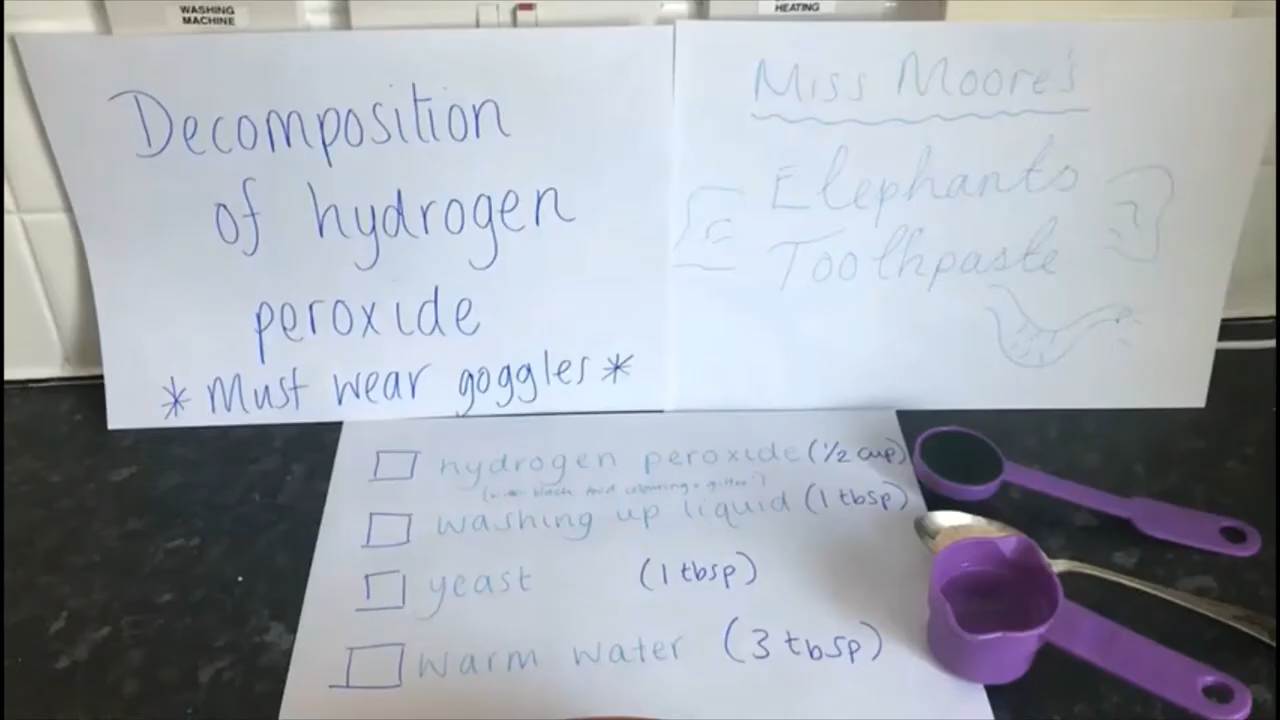 WASHING
MACHINE
HEATING
Decomposition
of hydrogen
peroxide
* Must wear goggles *
Miss Moore's
Elephants
Toothpaste
hydrogen peroxide (1/2 cup)
washing up liquid (1 tbsp)
yeast (1 tbsp)
warm water (3 tbsp)